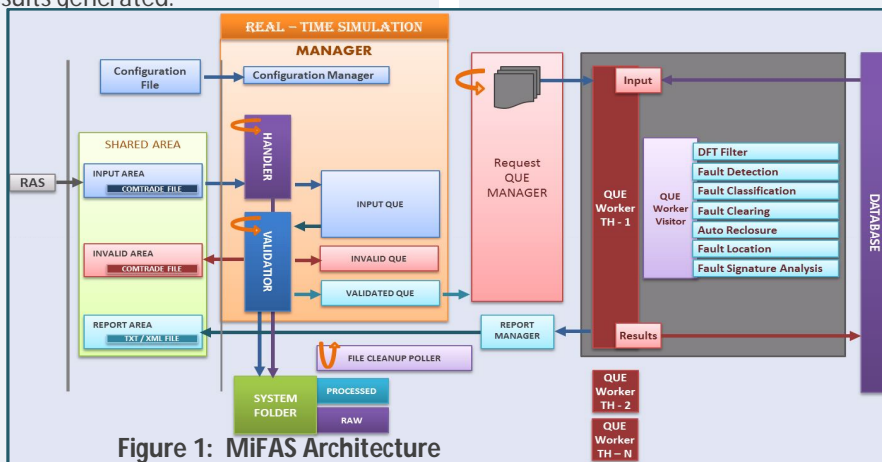 sults generated.
REAL – TIME SIMULATION
MANAGER
Configuration
File
Configuration Manager
SHARED AREA
RAS
INPUT AREA
COMTRADE FILE
INVALID AREA
COMTRADE FILE
REPORT AREA
TXT / XML FILE
HANDLER
VALIDATOR
INPUT QUE
INVALID QUE
VALIDATED QUE
Request
QUE
MANAGER
REPORT
MANAGER
FILE CLEANUP POLLER
SYSTEM
FOLDER
PROCESSED
RAW
Input
QUE
Worker
TH - 1
QUE
Worker
Visitor
DFT Filter
Fault Detection
Fault Classification
Fault Clearing
Auto Reclosure
Fault Location
Fault Signature Analysis
Results
DATABASE
QUE
Worker
TH - 2
QUE
Worker
TH – N
Figure 1: MiFAS Architecture